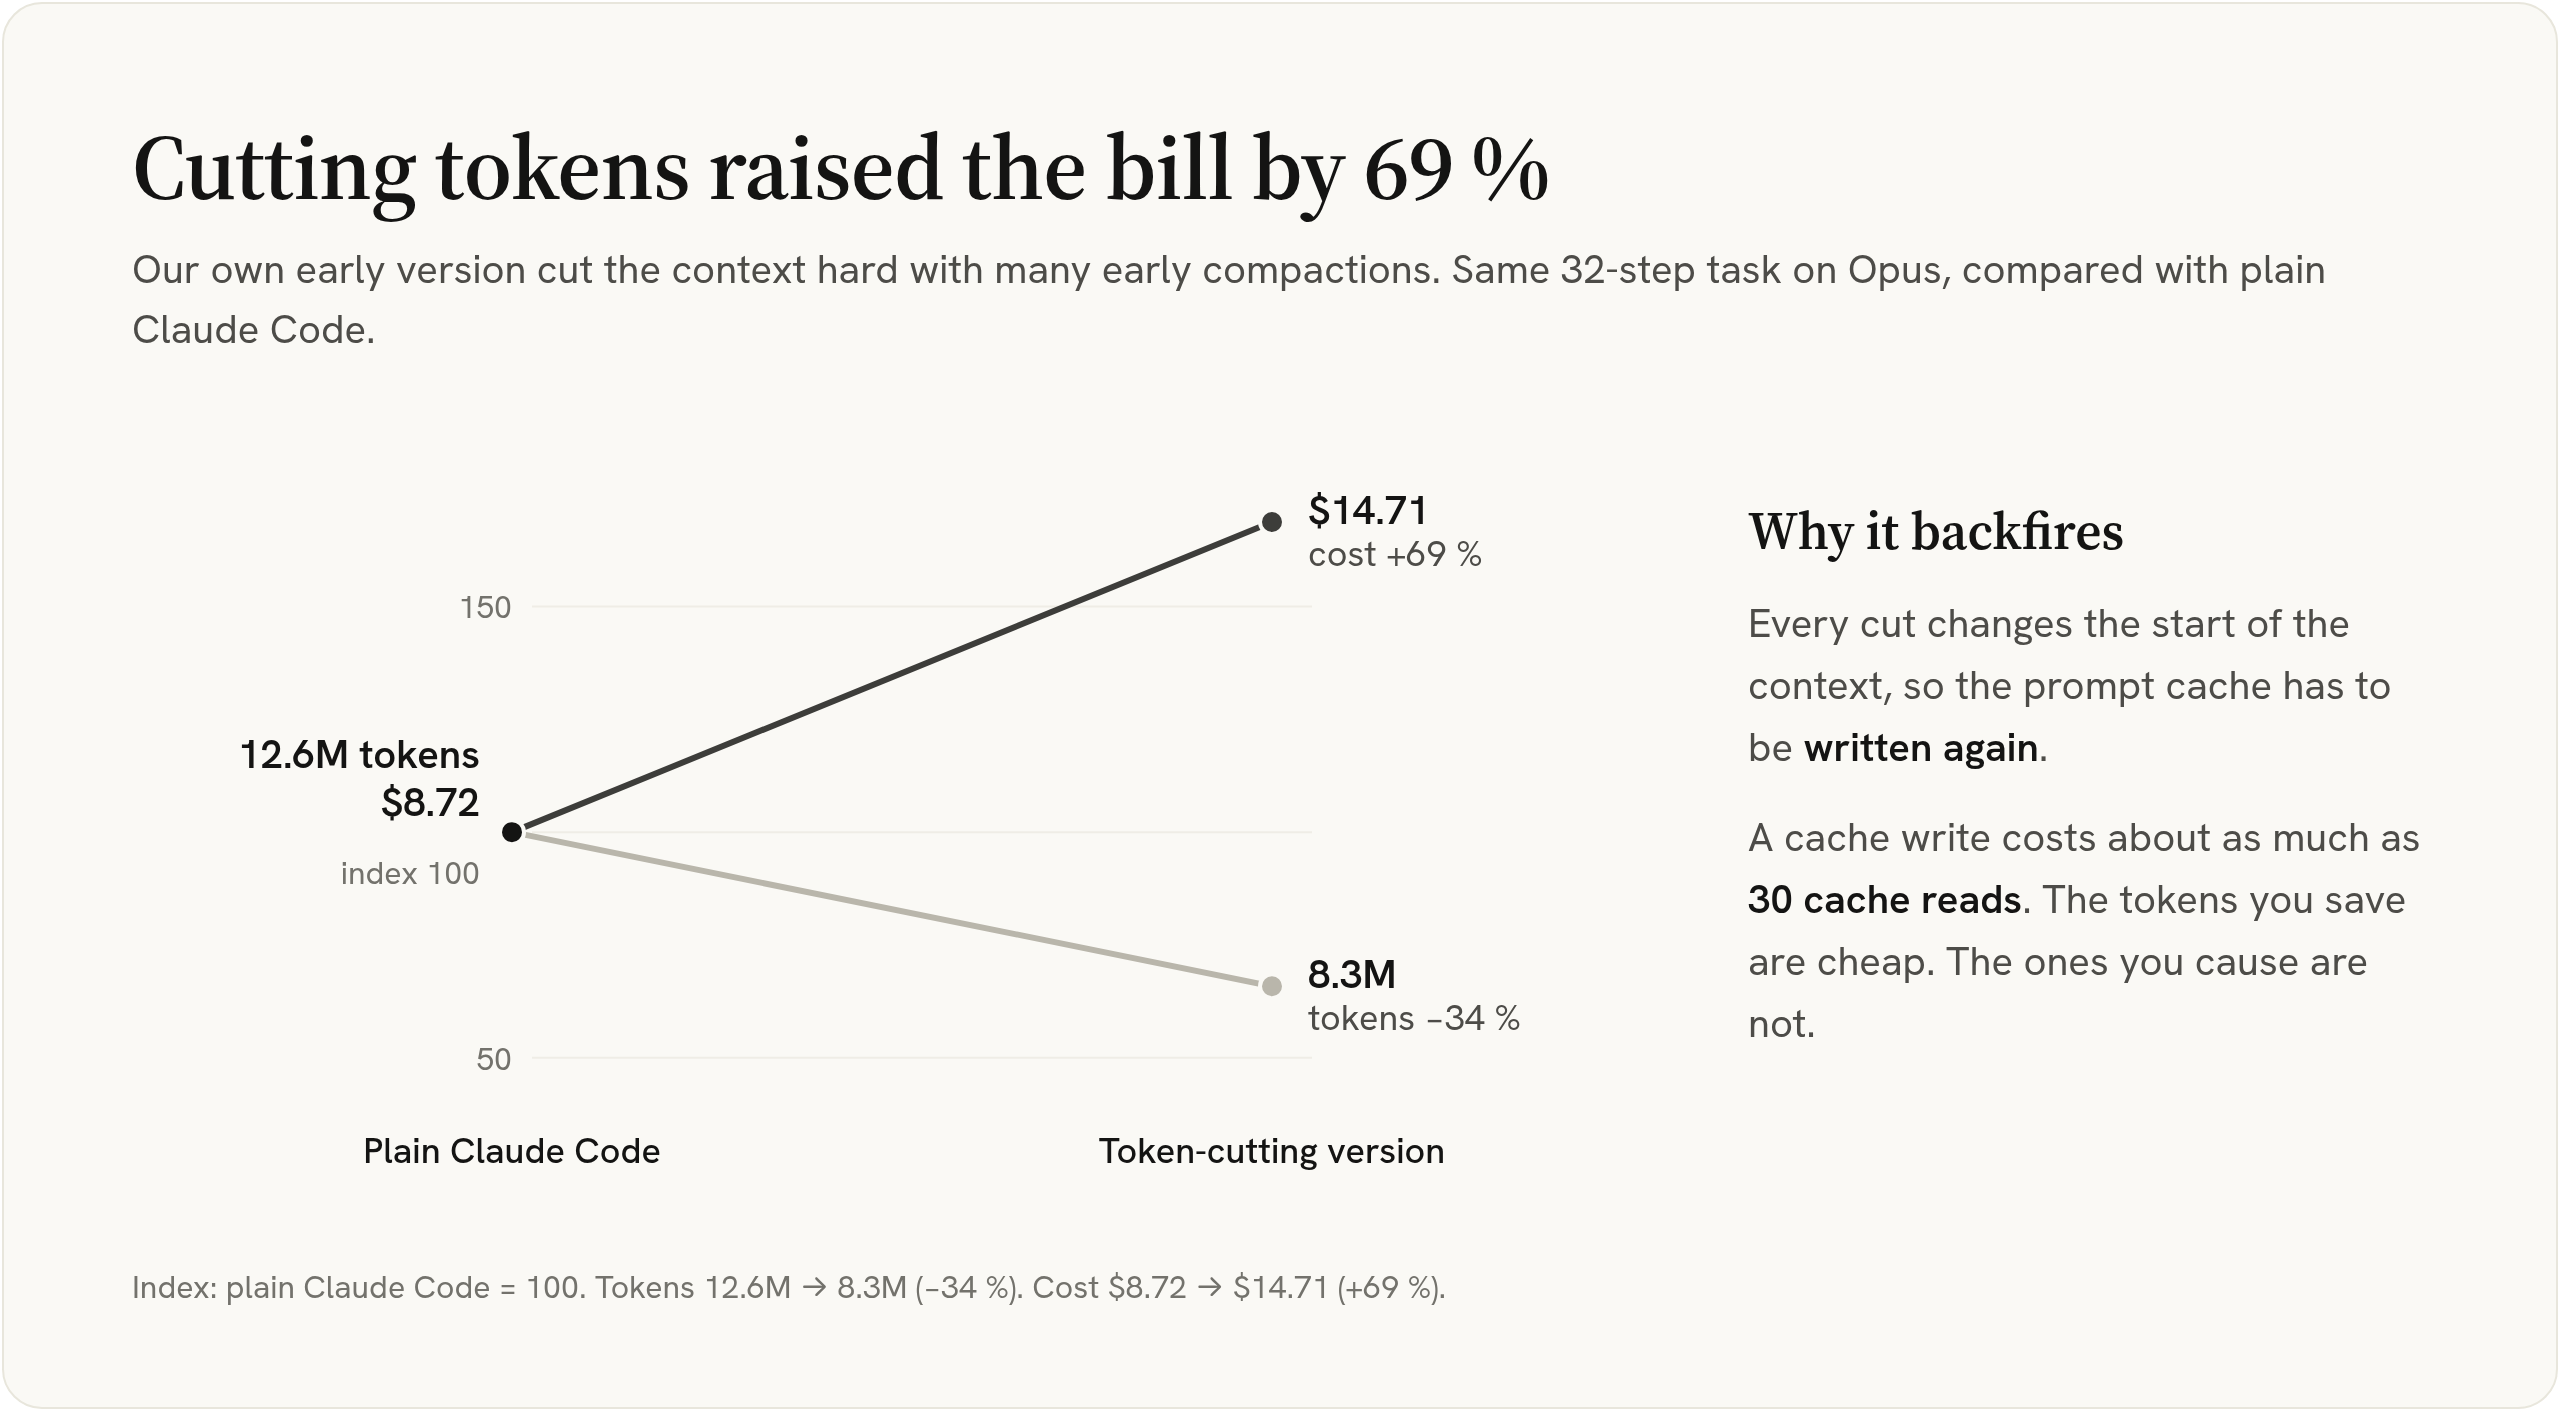 Cutting tokens raised the bill by 69 %
Our own early version cut the context hard with many early compactions. Same 32-step task on Opus, compared with plain
Claude Code.
$14.71
cost +69 %
150
12.6M tokens
$8.72
index 100
8.3M
tokens −34 %
50
Plain Claude Code
Token-cutting version
Why it backfires
Every cut changes the start of the
context, so the prompt cache has to
be written again.
A cache write costs about as much as
30 cache reads. The tokens you save
are cheap. The ones you cause are
not.
Index: plain Claude Code = 100. Tokens 12.6M → 8.3M (−34 %). Cost $8.72 → $14.71 (+69 %).